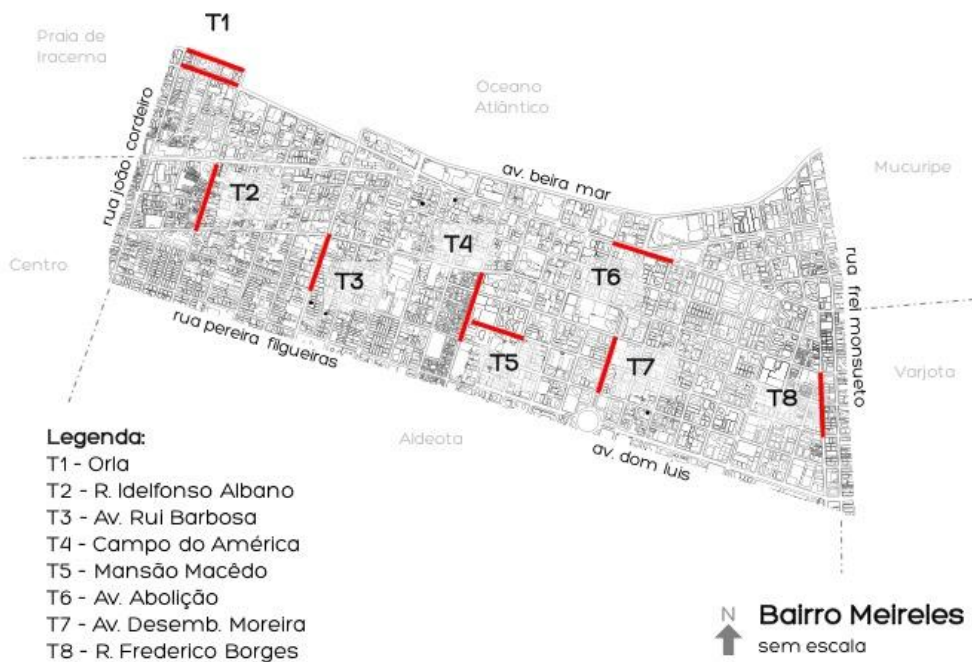 T1
Praia de
Iracema
Oceano
Atlântico
rua joão cordeiro
av. beira mar
Mucuripe
T2
T4
Centro
T3
T6
rua frei monsueto
rua pereira filgueiras
T5
T7
T8
Varjota
Aldeota
av. dom luis
Legenda:
T1 - Orla
T2 - R. Idelfonso Albano
T3 - Av. Rui Barbosa
T4 - Campo do América
T5 - Mansão Macêdo
T6 - Av. Abolição
T7 - Av. Desemb. Moreira
T8 - R. Frederico Borges
N
Bairro Meireles
sem escala